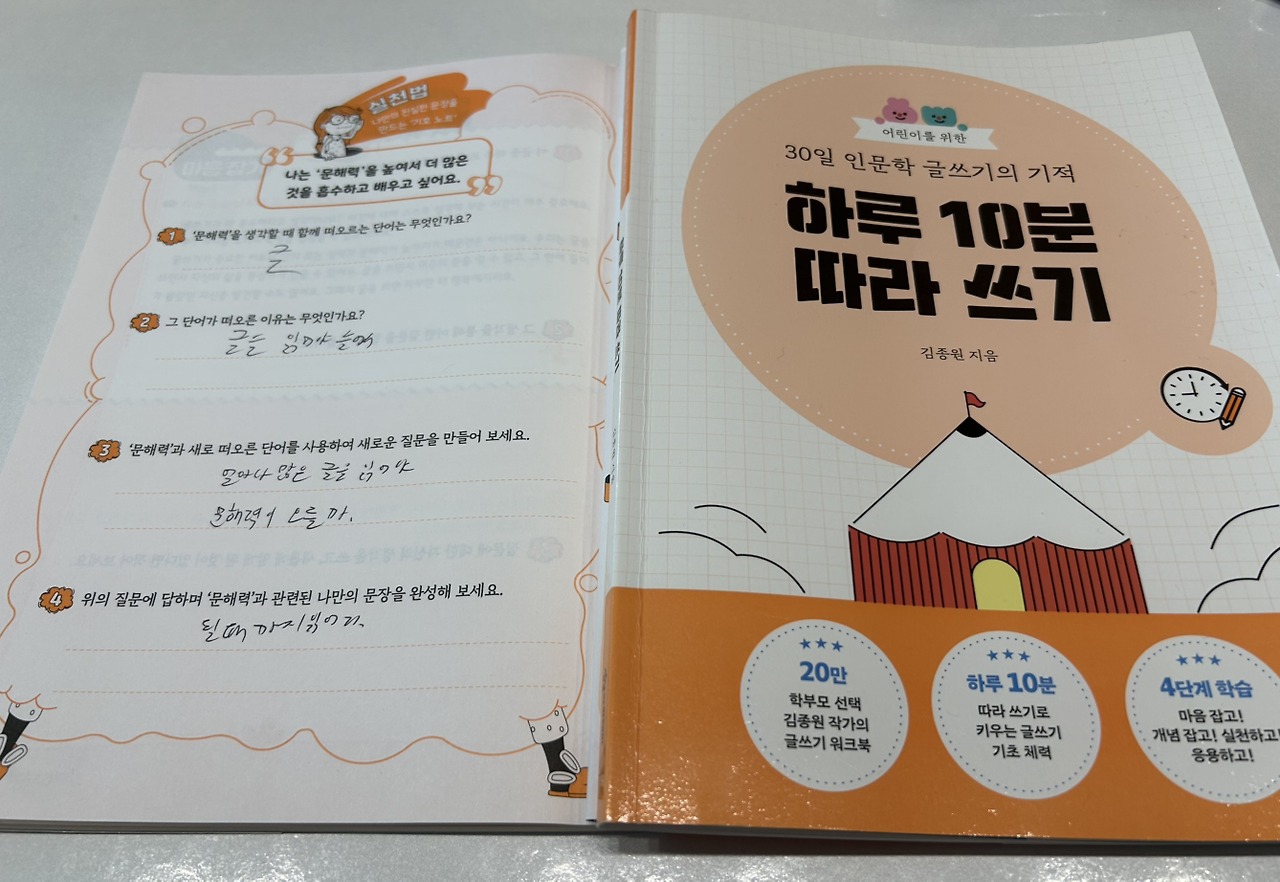 실천법
나만의 진실한 문장을
만드는 '기호 노트'
나는 '문해력'을 높여서 더 많은
것을 흡수하고 배우고 싶어요.
1 '문해력'을 생각할 때 함께 떠오르는 단어는 무엇인가요?
글
2 그 단어가 떠오른 이유는 무엇인가요?
글을 읽어야 늘어
3 '문해력'과 새로 떠오른 단어를 사용하여 새로운 질문을 만들어 보세요.
얼마나 많은 글을 읽어야
문해력이 오를까.
4 위의 질문에 답하며 '문해력'과 관련된 나만의 문장을 완성해 보세요.
될때 까지 읽어라.
어린이를 위한
30일 인문학 글쓰기의 기적
하루 10분
따라 쓰기
김종원 지음
20만
학부모 선택
김종원 작가의
글쓰기 워크북
하루 10분
따라 쓰기로
키우는 글쓰기
기초 체력
4단계 학습
마음 잡고!
개념 잡고! 실천하고!
응용하고!